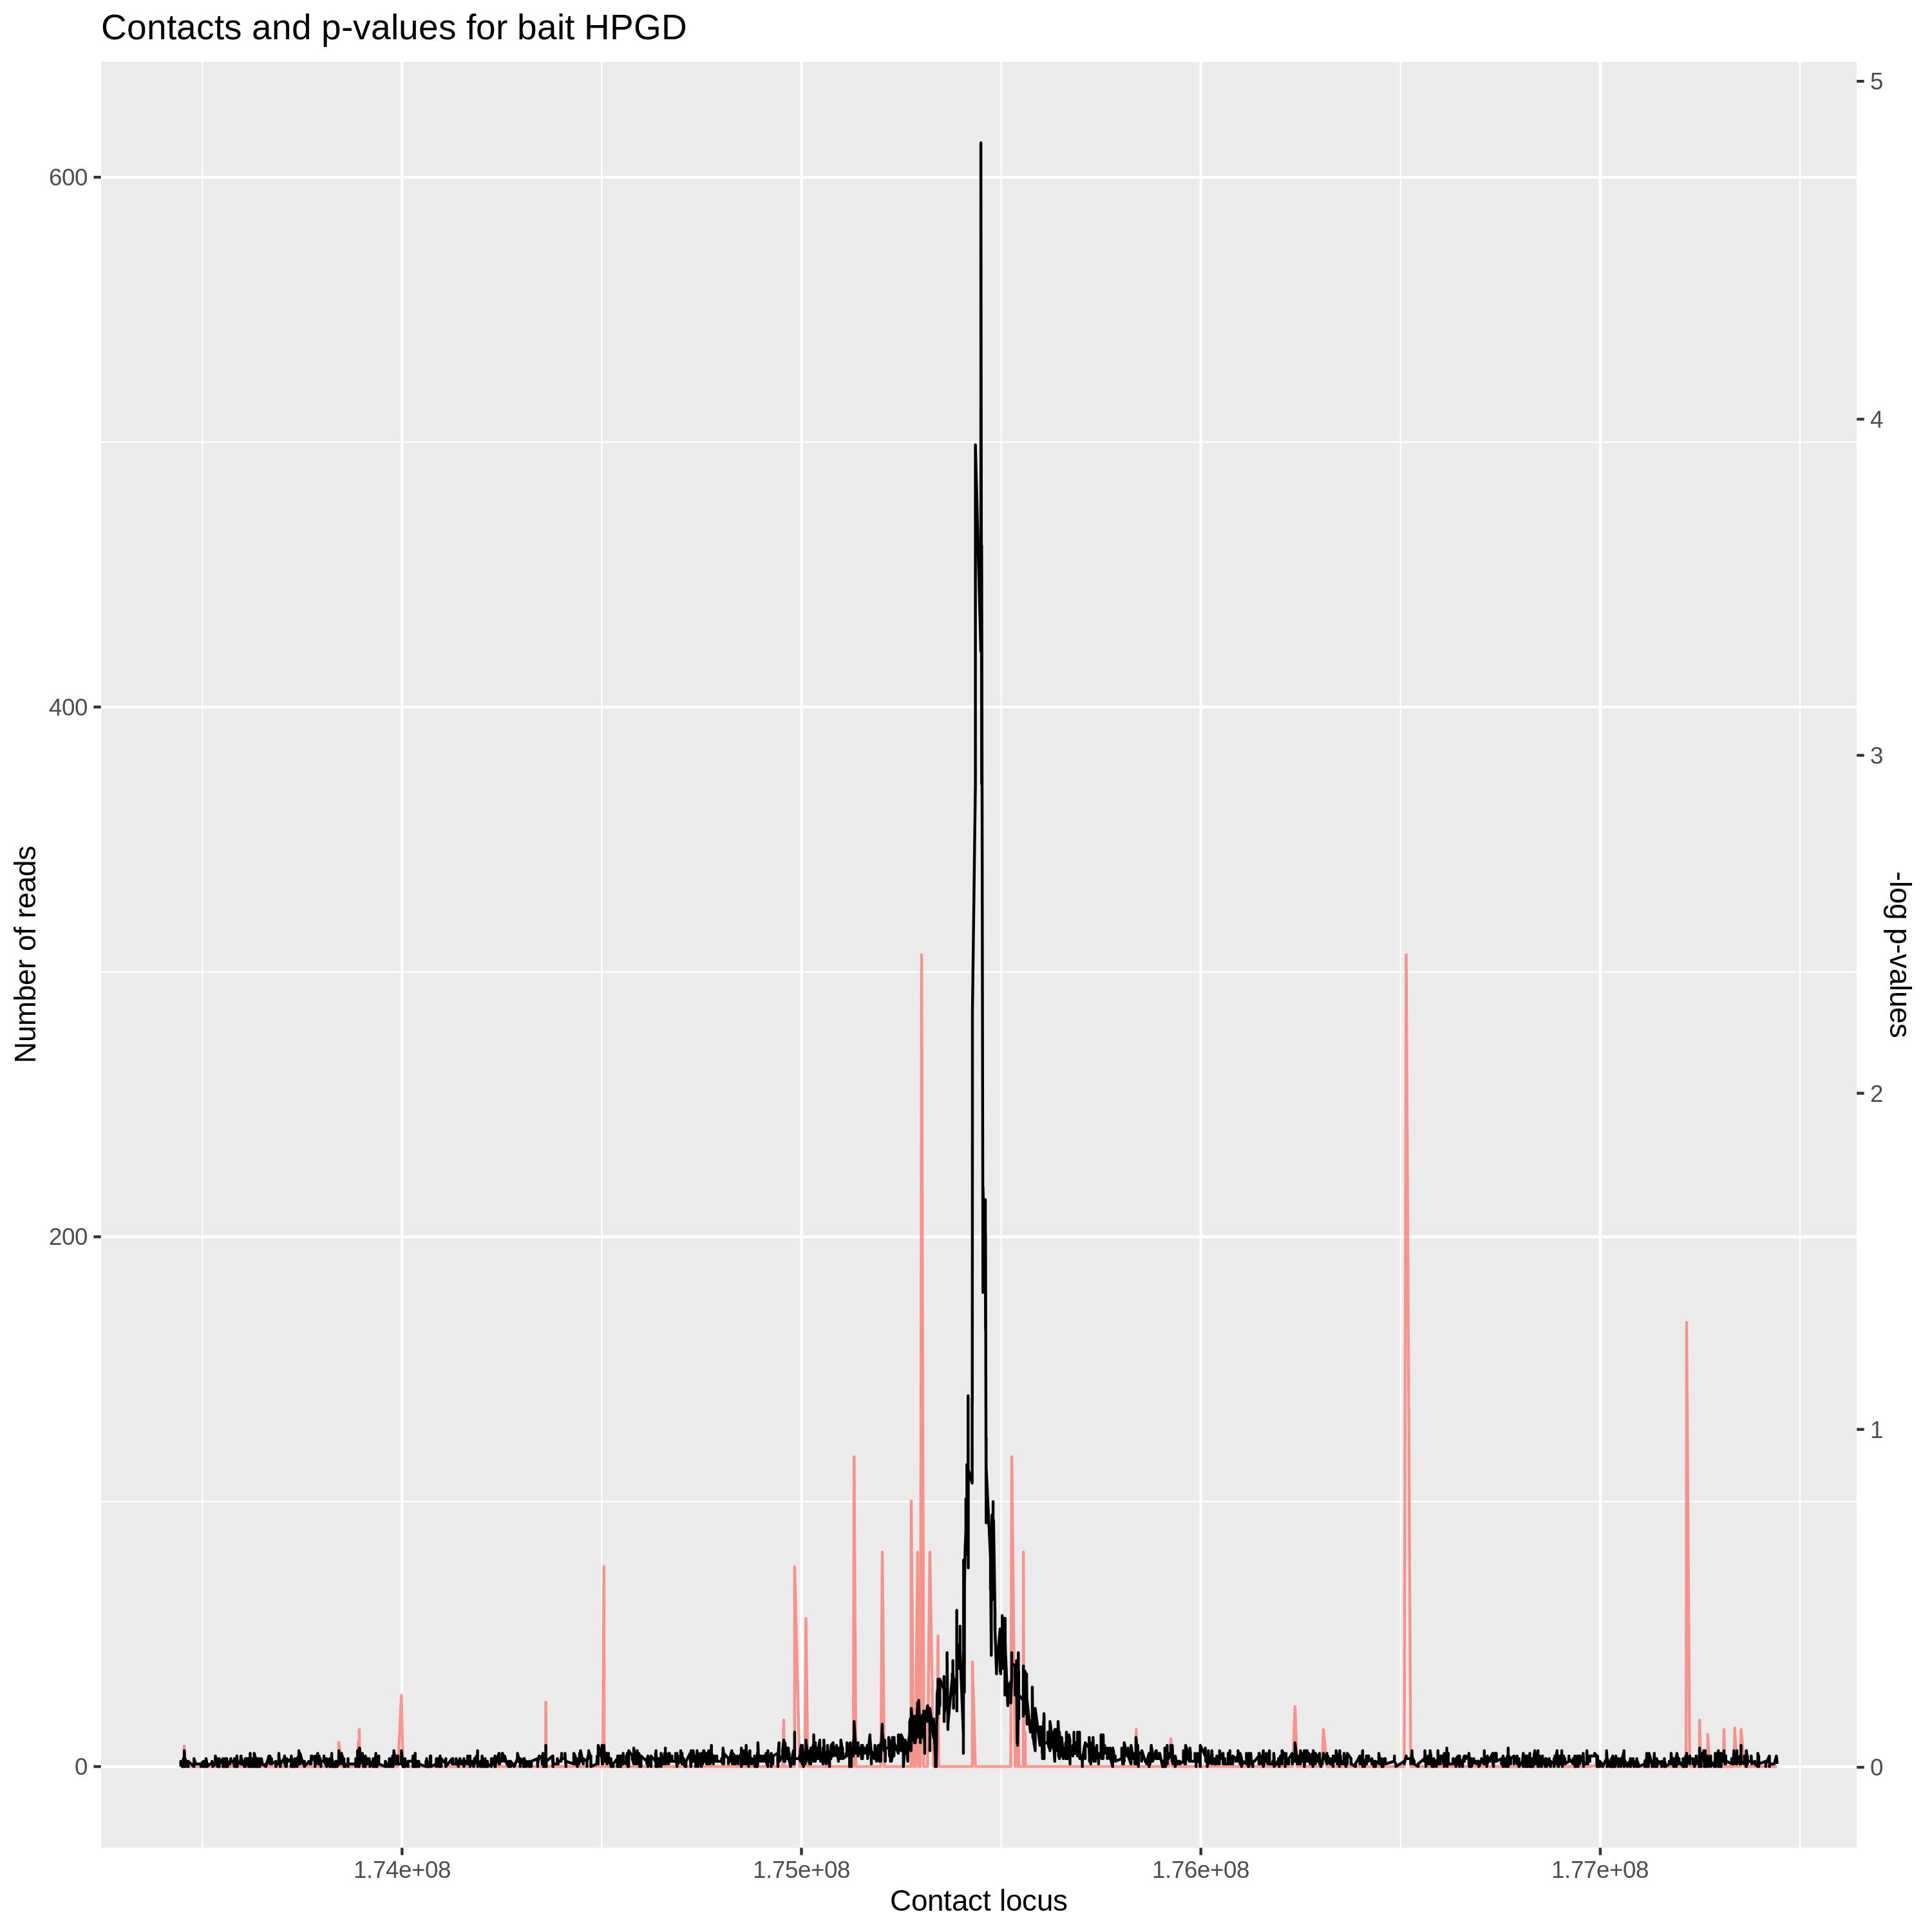 Contacts and p-values for bait HPGD
600
400
200
0
5
4
3
2
1
0
Number of reads
-log p-values
1.74e+08
1.75e+08
1.76e+08
1.77e+08
Contact locus